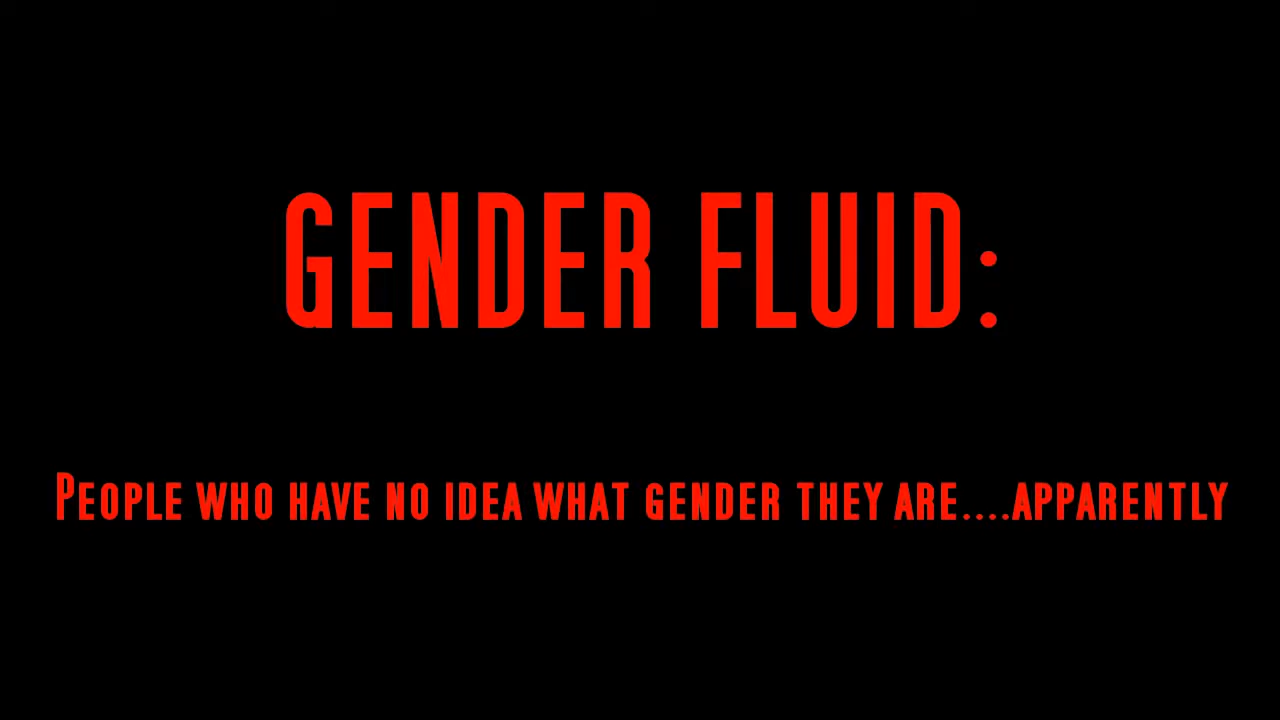 GENDER FLUID:
PEOPLE WHO HAVE NO IDEA WHAT GENDER THEY ARE....APPARENTLY